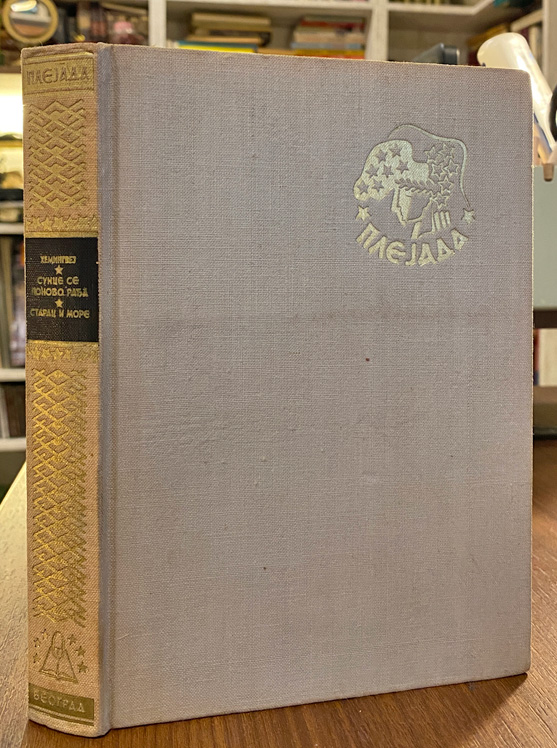 ПЛЕЈАДА
ХЕМИНГВЕЈ
СУНЦЕ СЕ
ПОНОВО РАЂА
СТАРАЦ И МОРЕ
БЕОГРАД
ПЛЕЈАДА